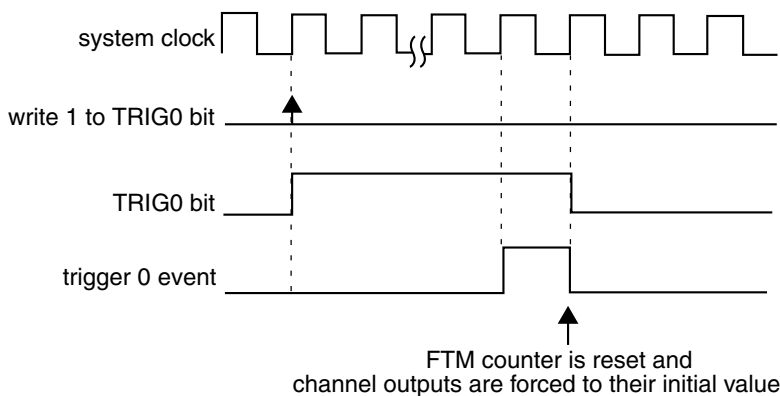 system clock
write 1 to TRIG0 bit
TRIG0 bit
trigger 0 event
FTM counter is reset and
channel outputs are forced to their initial value